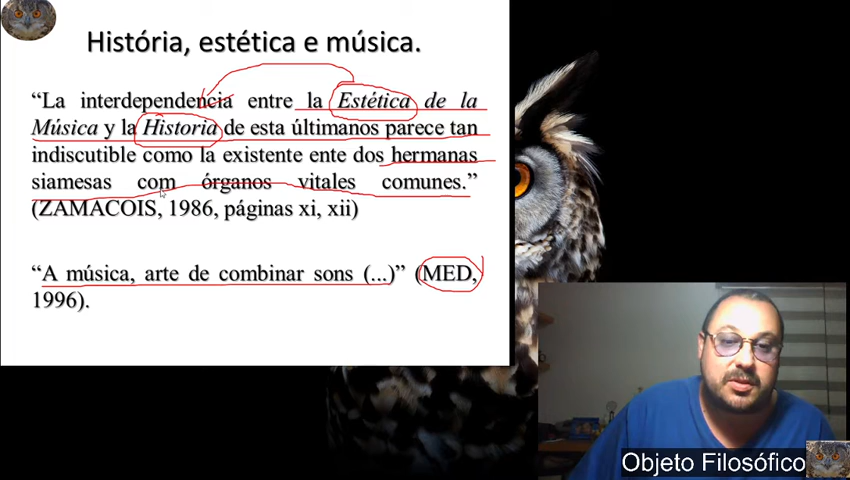 História, estética e música.
“La interdependencia entre la Estética de la
Música y la Historia de esta últimanos parece tan
indiscutible como la existente ente dos hermanas
siamesas com órganos vitales comunes.”
(ZAMACOIS, 1986, páginas xi, xii)
“A música, arte de combinar sons (...)” (MED,
1996).
Objeto Filosófico